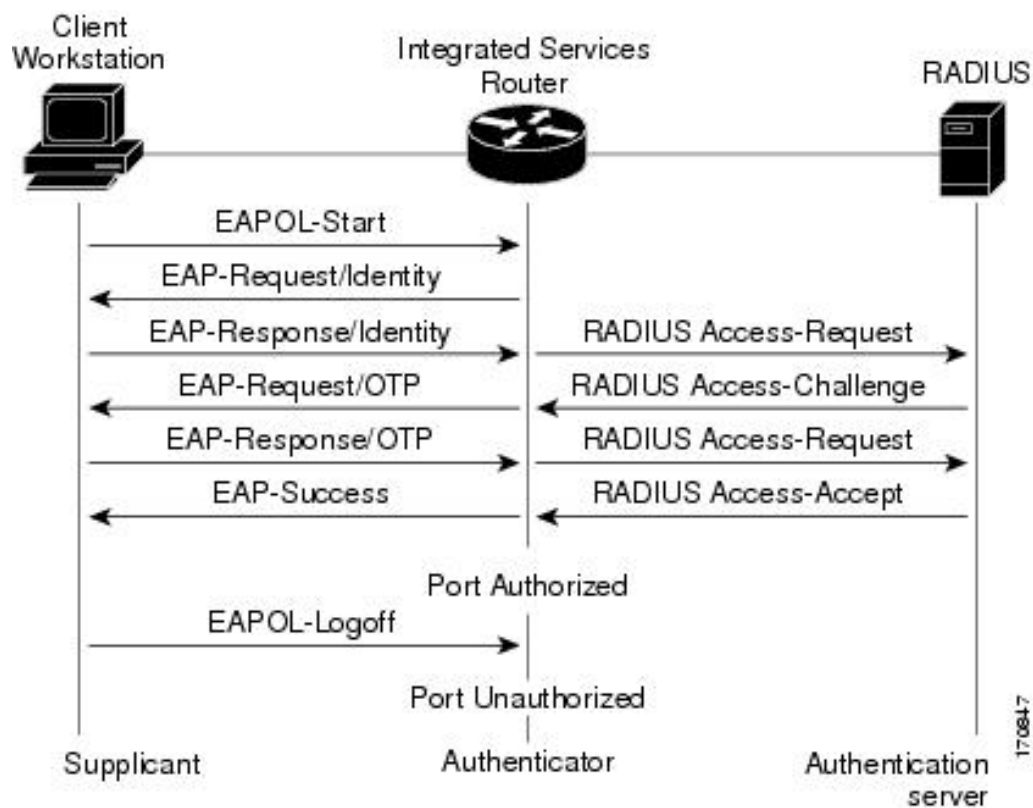 Client
Workstation
Integrated Services
Router
RADIUS
EAPOL-Start
EAP-Request/Identity
EAP-Response/Identity
RADIUS Access-Request
EAP-Request/OTP
RADIUS Access-Challenge
EAP-Response/OTP
RADIUS Access-Request
EAP-Success
RADIUS Access-Accept
Port Authorized
EAPOL-Logoff
Port Unauthorized
Supplicant
Authenticator
Authentication
server
170847